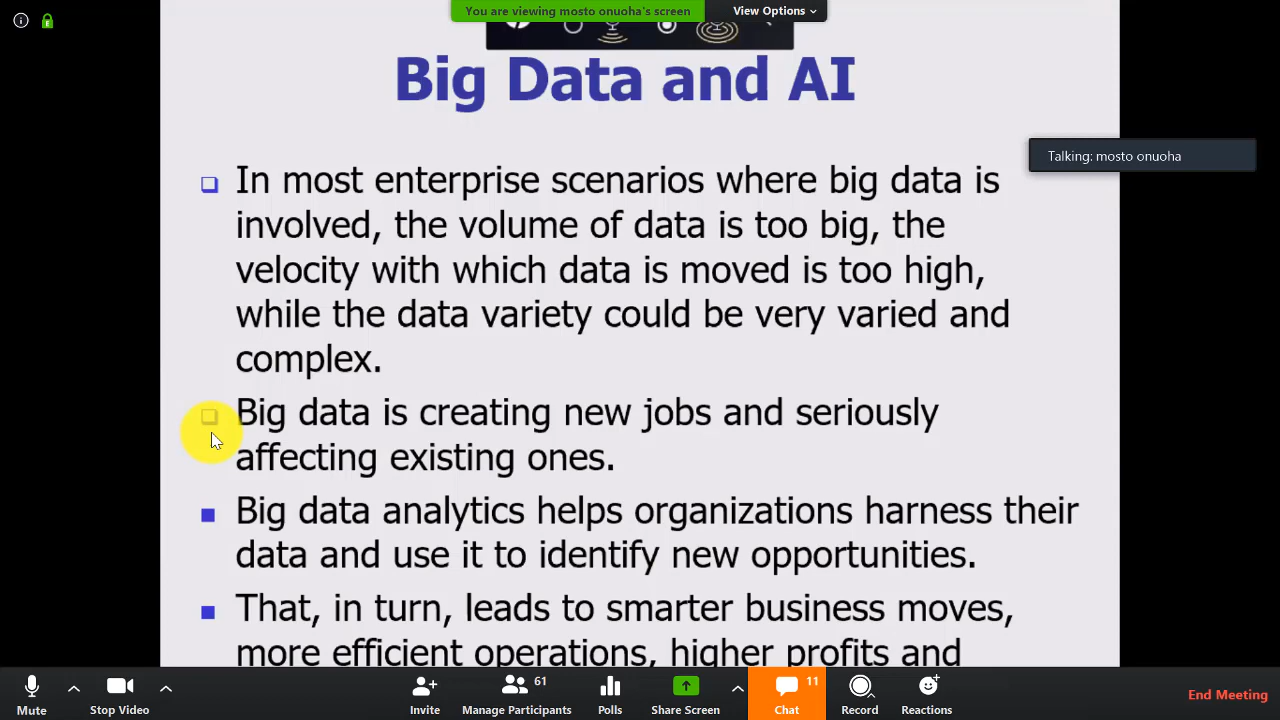 You are viewing mosto onuoha's screen
View Options
Big Data and AI
Talking: mosto onuoha
In most enterprise scenarios where big data is
involved, the volume of data is too big, the
velocity with which data is moved is too high,
while the data variety could be very varied and
complex.
Big data is creating new jobs and seriously
affecting existing ones.
Big data analytics helps organizations harness their
data and use it to identify new opportunities.
That, in turn, leads to smarter business moves,
more efficient operations, higher profits and
Mute
Stop Video
Invite
61
Manage Participants
Polls
Share Screen
11
Chat
Record
Reactions
End Meeting